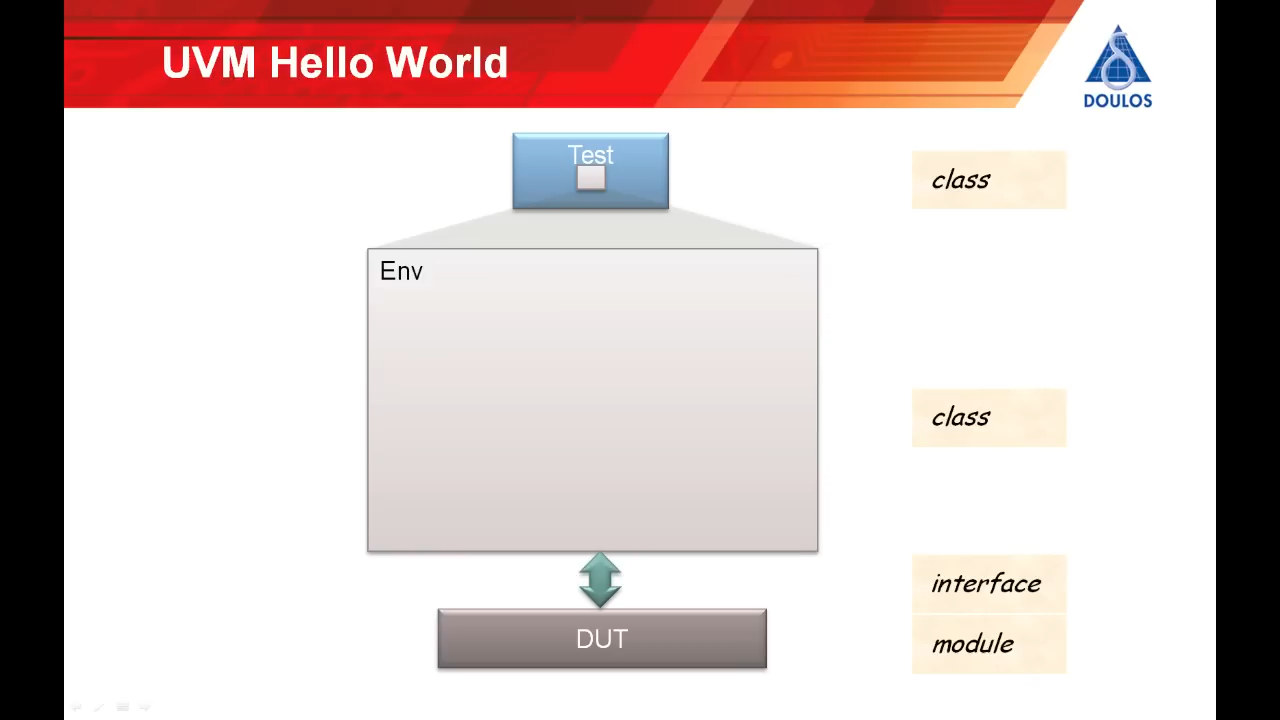 UVM Hello World
DOULOS
Test
class
Env
class
interface
DUT
module